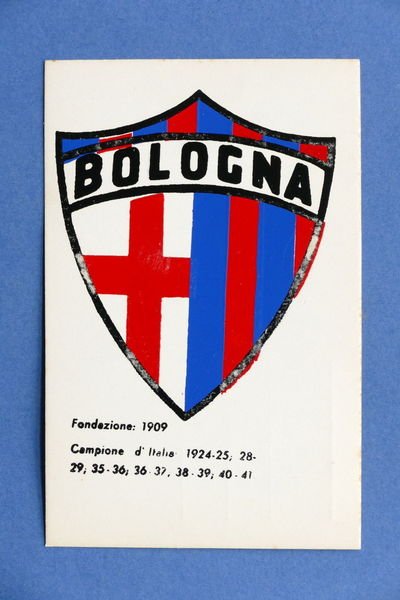 BOLOGNA
Fondazione: 1909
Campione d'Italia 1924-25; 28-
29; 35-36; 36-37, 38-39; 40-41